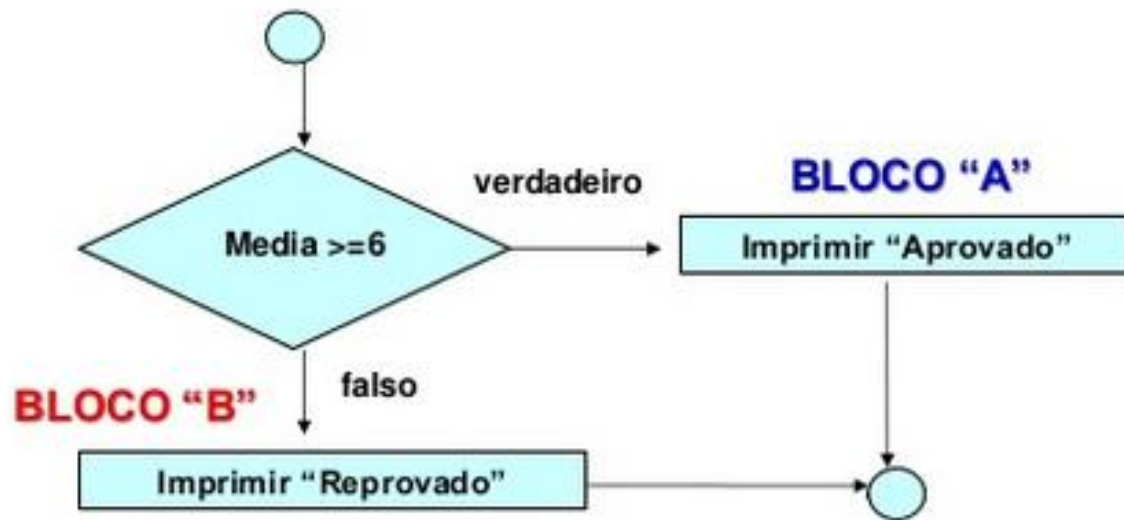 verdadeiro
BLOCO “A”
Media >=6
Imprimir “Aprovado”
falso
BLOCO “B”
Imprimir “Reprovado”